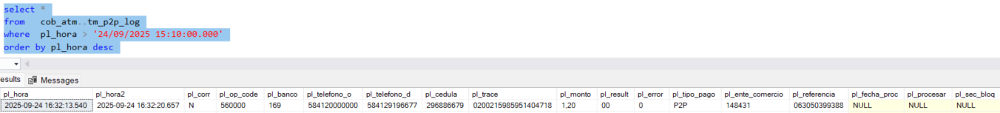 select *
from cob_atm..tm_p2p_log
where pl_hora > '24/09/2025 15:10:00.000'
order by pl_hora desc
esults Messages
pl_hora pl_hora2 pl_corr pl_op_code pl_banco pl_telefono_o pl_telefono_d pl_cedula pl_trace pl_monto pl_result pl_error pl_tipo_pago pl_ente_comercio pl_referencia pl_fecha_proc pl_procesar pl_sec_bloq
2025-09-24 16:32:13.540 2025-09-24 16:32:20.657 N 560000 169 584120000000 584129196677 296886679 0200215985951404718 1,20 00 0 P2P 148431 063050399388 NULL NULL NULL